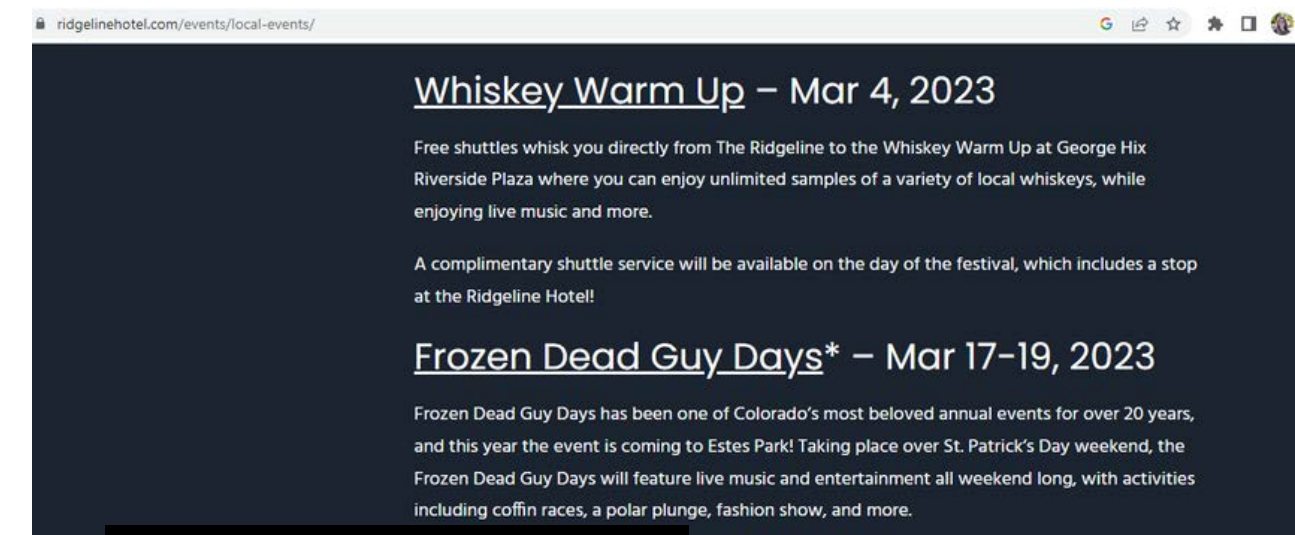 ridgelinehotel.com/events/local-events/
Whiskey Warm Up – Mar 4, 2023
Free shuttles whisk you directly from The Ridgeline to the Whiskey Warm Up at George Hix
Riverside Plaza where you can enjoy unlimited samples of a variety of local whiskeys, while
enjoying live music and more.
A complimentary shuttle service will be available on the day of the festival, which includes a stop
at the Ridgeline Hotel!
Frozen Dead Guy Days* – Mar 17-19, 2023
Frozen Dead Guy Days has been one of Colorado's most beloved annual events for over 20 years,
and this year the event is coming to Estes Park! Taking place over St. Patrick's Day weekend, the
Frozen Dead Guy Days will feature live music and entertainment all weekend long, with activities
including coffin races, a polar plunge, fashion show, and more.